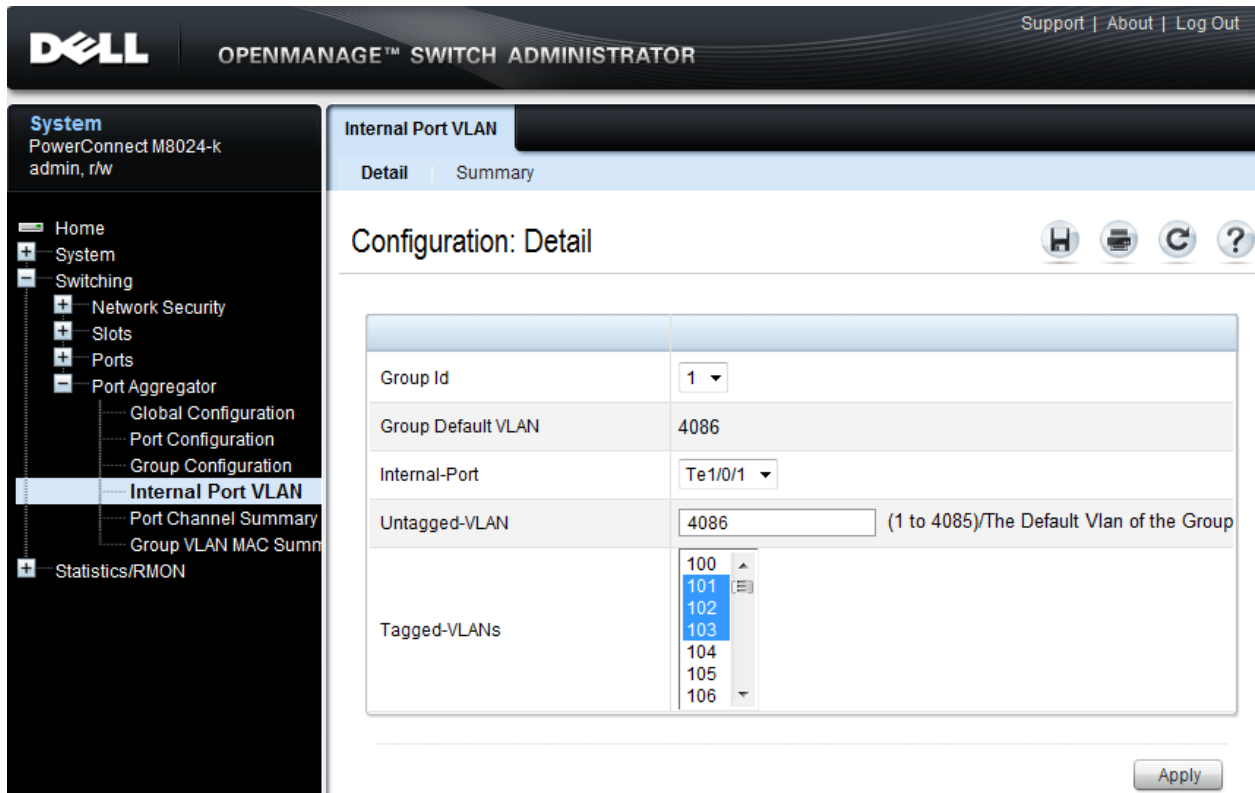 Support | About | Log Out
DELL
OPENMANAGE™ SWITCH ADMINISTRATOR
System
PowerConnect M8024-k
admin, r/w
Home
System
Switching
Network Security
Slots
Ports
Port Aggregator
Global Configuration
Port Configuration
Group Configuration
Internal Port VLAN
Port Channel Summary
Group VLAN MAC Summ
Statistics/RMON
Internal Port VLAN
Detail Summary
Configuration: Detail
Group Id 1
Group Default VLAN 4086
Internal-Port Te1/0/1
Untagged-VLAN 4086 (1 to 4085)/The Default Vlan of the Group
Tagged-VLANs
100
101
102
103
104
105
106
Apply